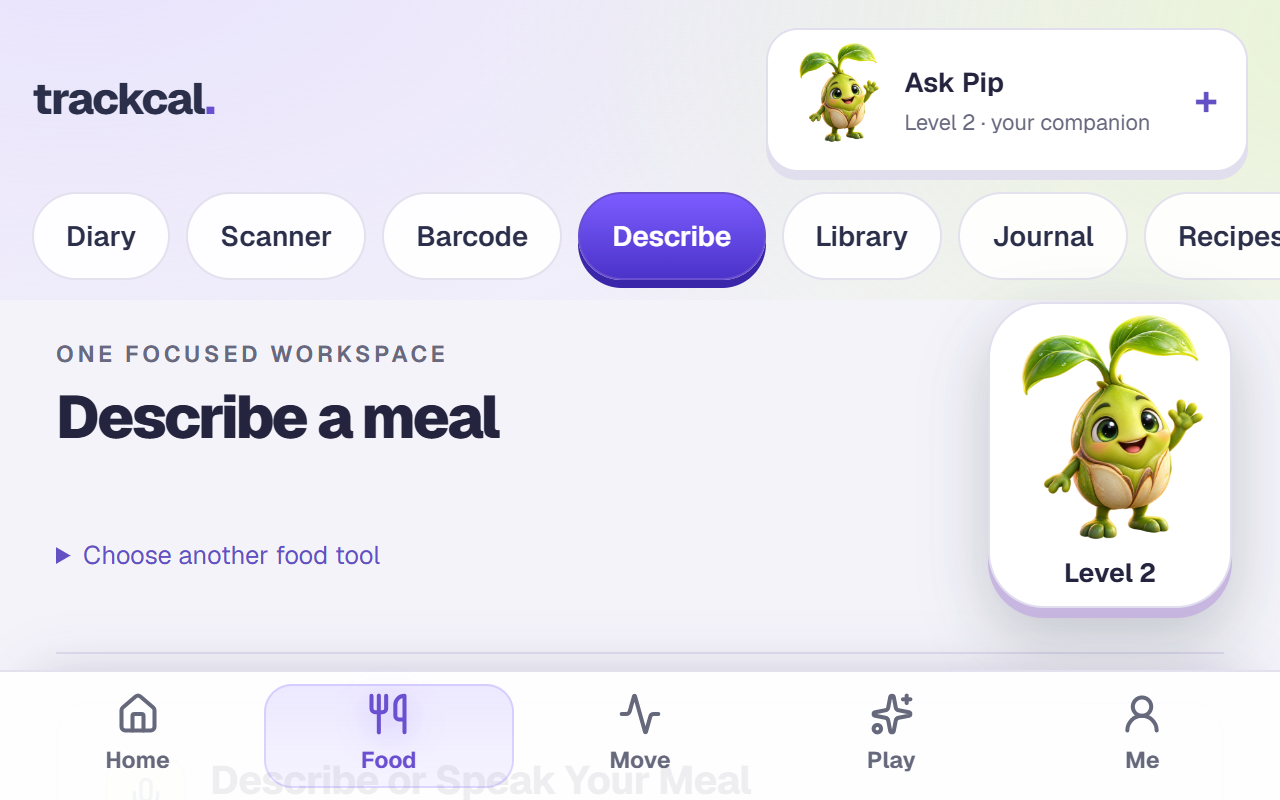 trackcal.
Ask Pip
Level 2 · your companion
+
Diary
Scanner
Barcode
Describe
Library
Journal
Recipes
ONE FOCUSED WORKSPACE
Describe a meal
Choose another food tool
Level 2
Home
Food
Move
Play
Me
Describe or Speak Your Meal